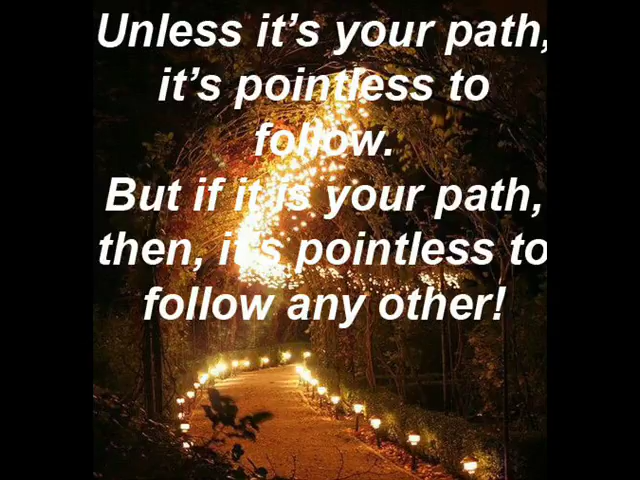 Unless it’s your path,
it’s pointless to
follow.
But if it is your path,
then, it’s pointless to
follow any other!